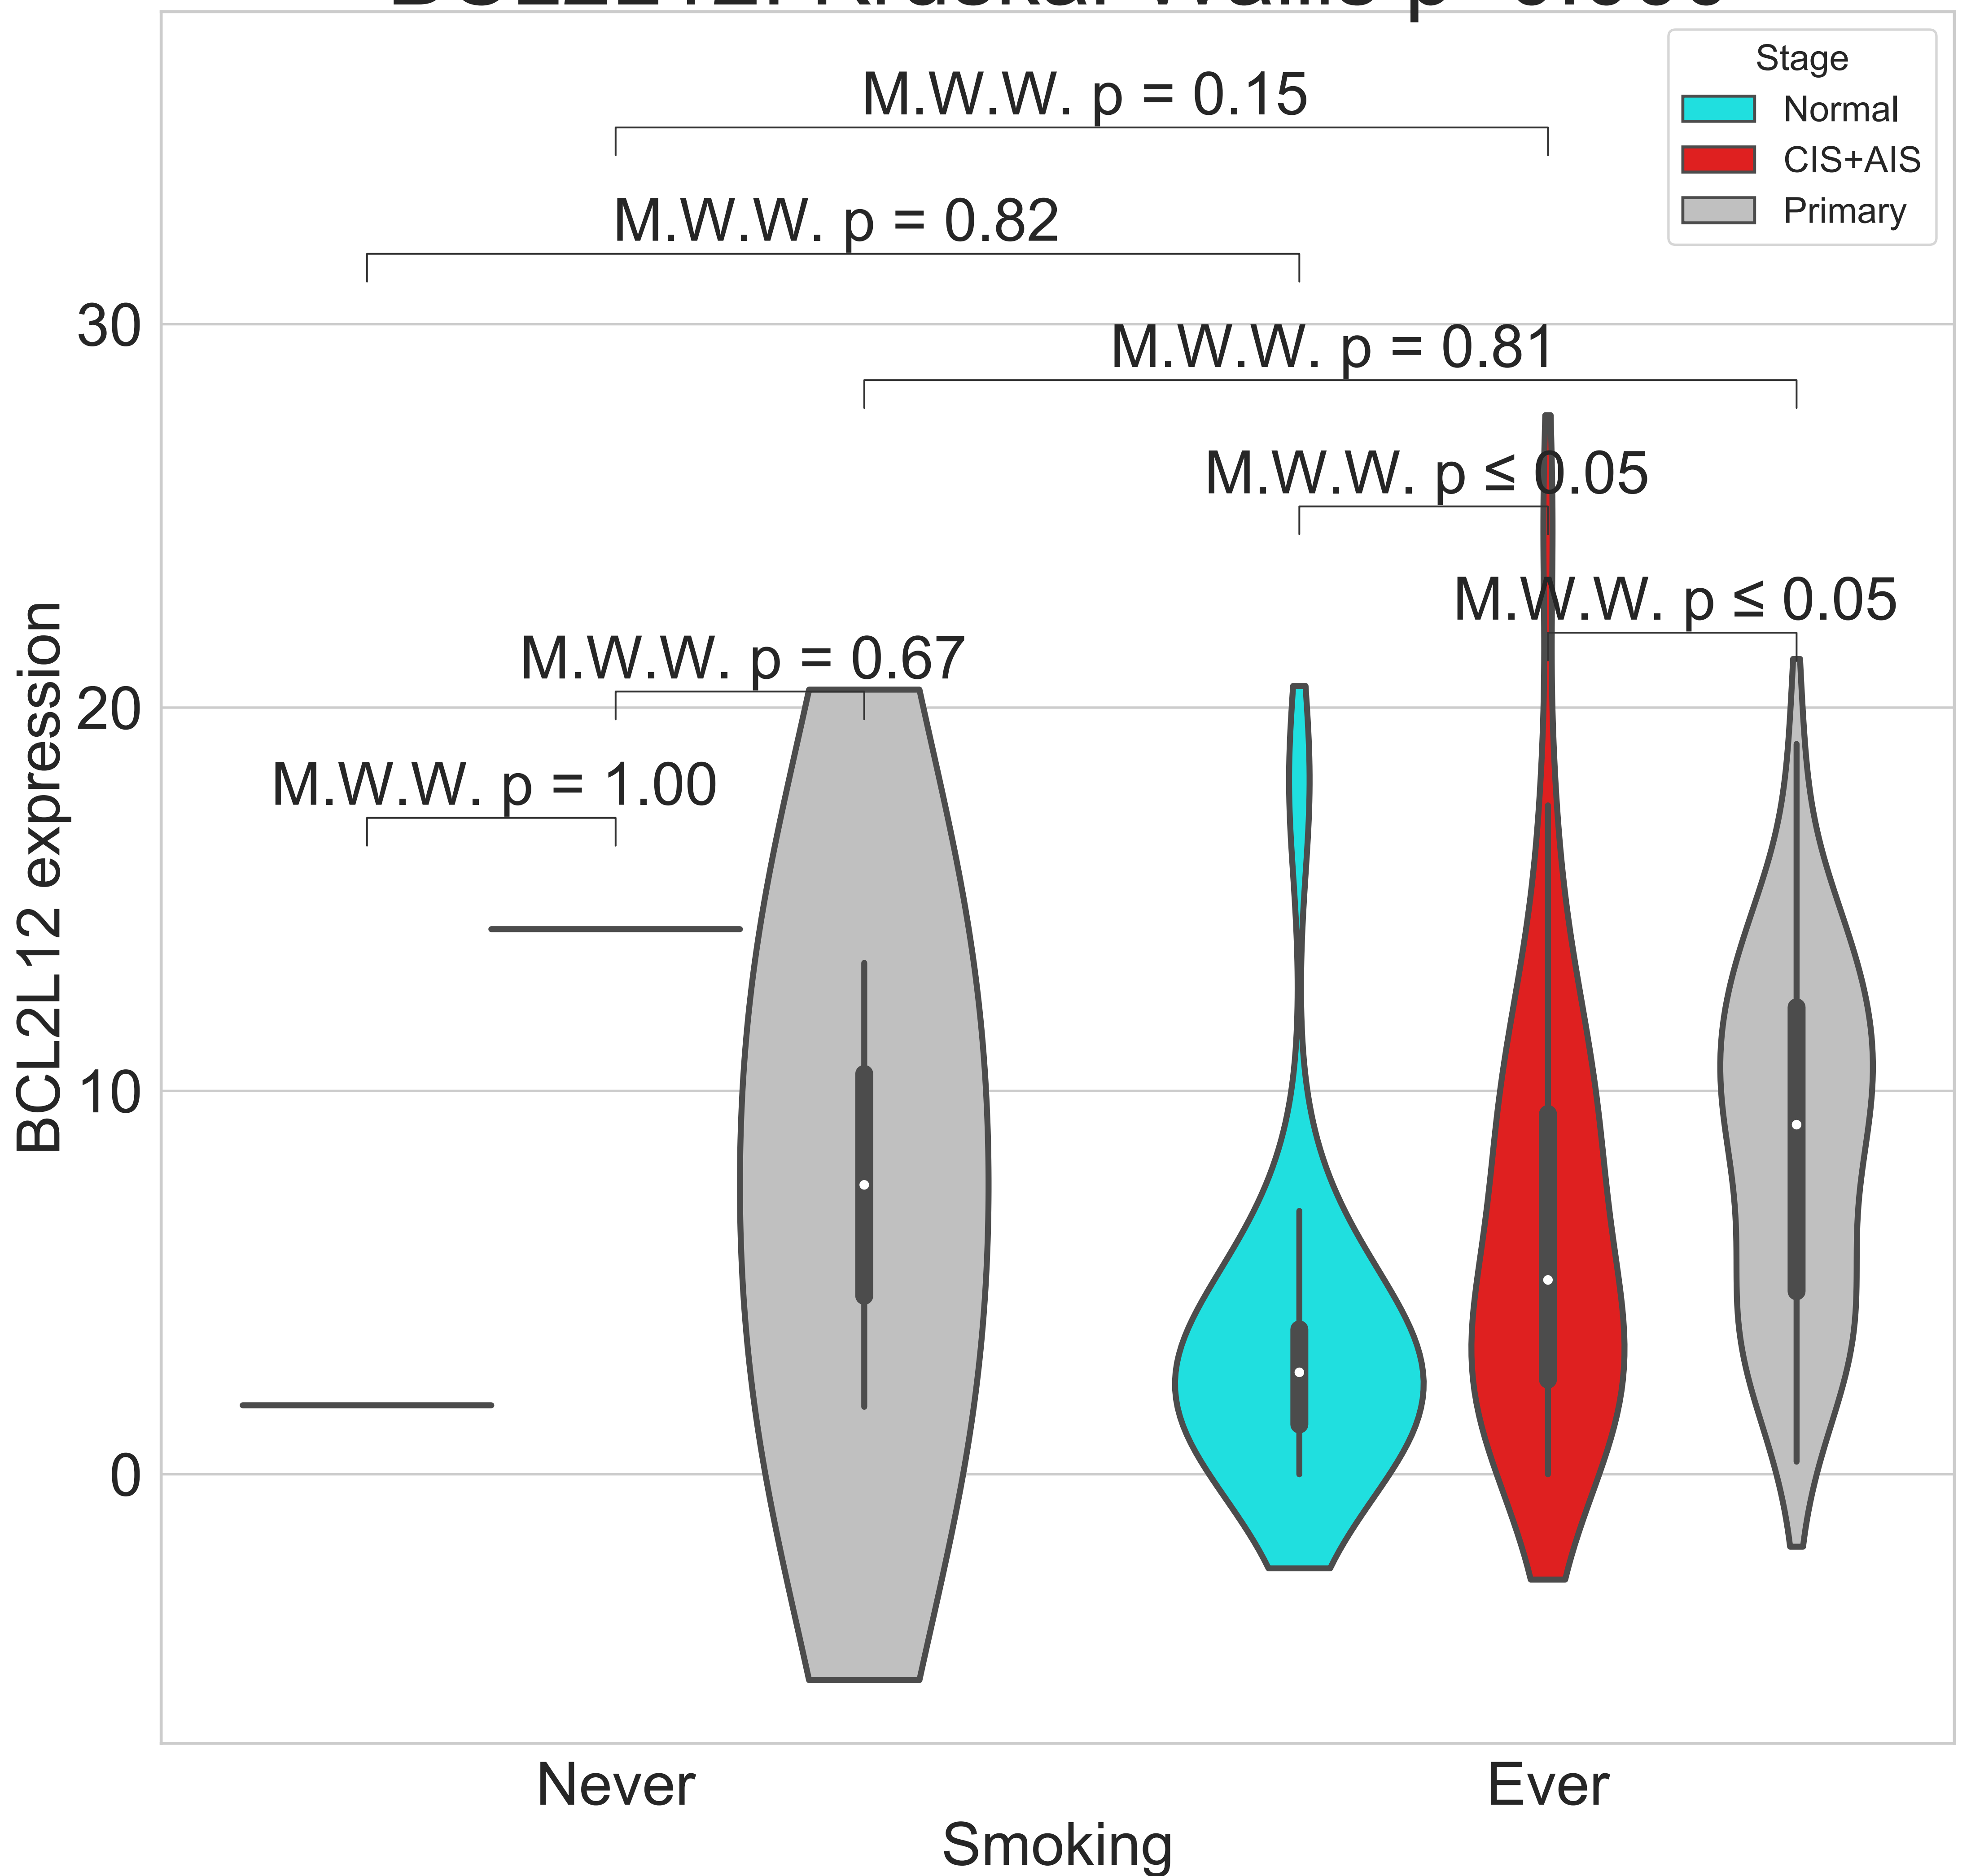 Stage
Normal
CIS+AIS
Primary
M.W.W. p = 0.15
M.W.W. p = 0.82
M.W.W. p = 0.81
M.W.W. p ≤ 0.05
M.W.W. p ≤ 0.05
M.W.W. p = 0.67
M.W.W. p = 1.00
BCL2L12 expression
30
20
10
0
Never
Ever
Smoking